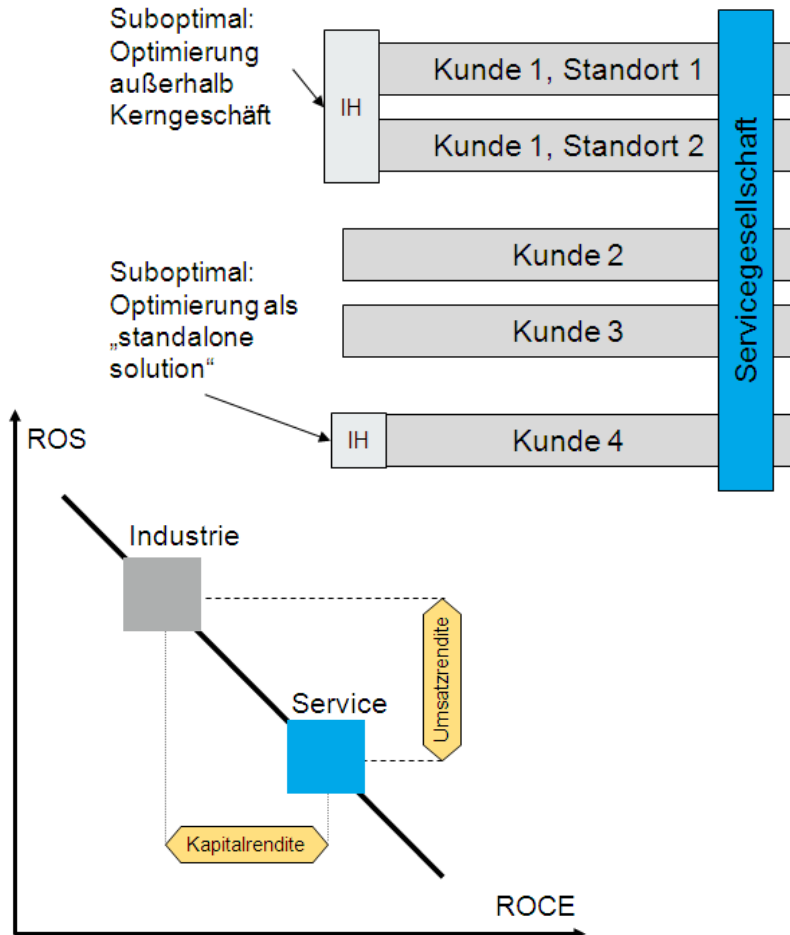 Suboptimal:
Optimierung
außerhalb
Kerngeschäft
IH
Kunde 1, Standort 1
Kunde 1, Standort 2
Servicegesellschaft
Kunde 2
Suboptimal:
Optimierung als
„standalone
solution“
Kunde 3
IH
Kunde 4
ROS
Industrie
Umsatzrendite
Service
Kapitalrendite
ROCE